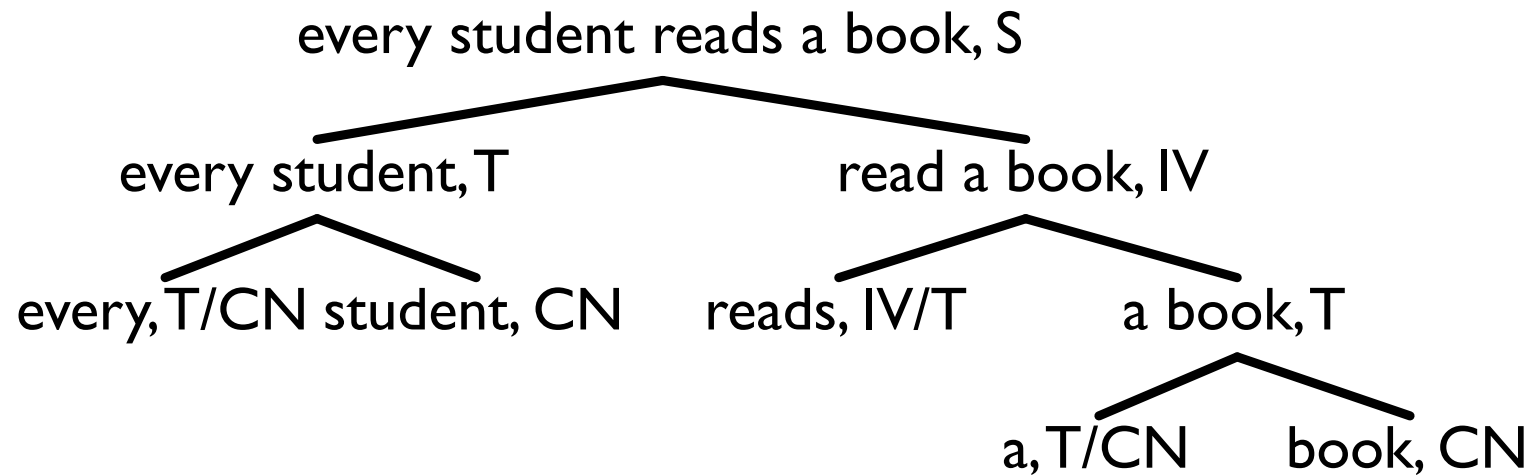 every student reads a book, S
every student, T read a book, IV
every, T/CN student, CN reads, IV/T a book, T
a, T/CN book, CN